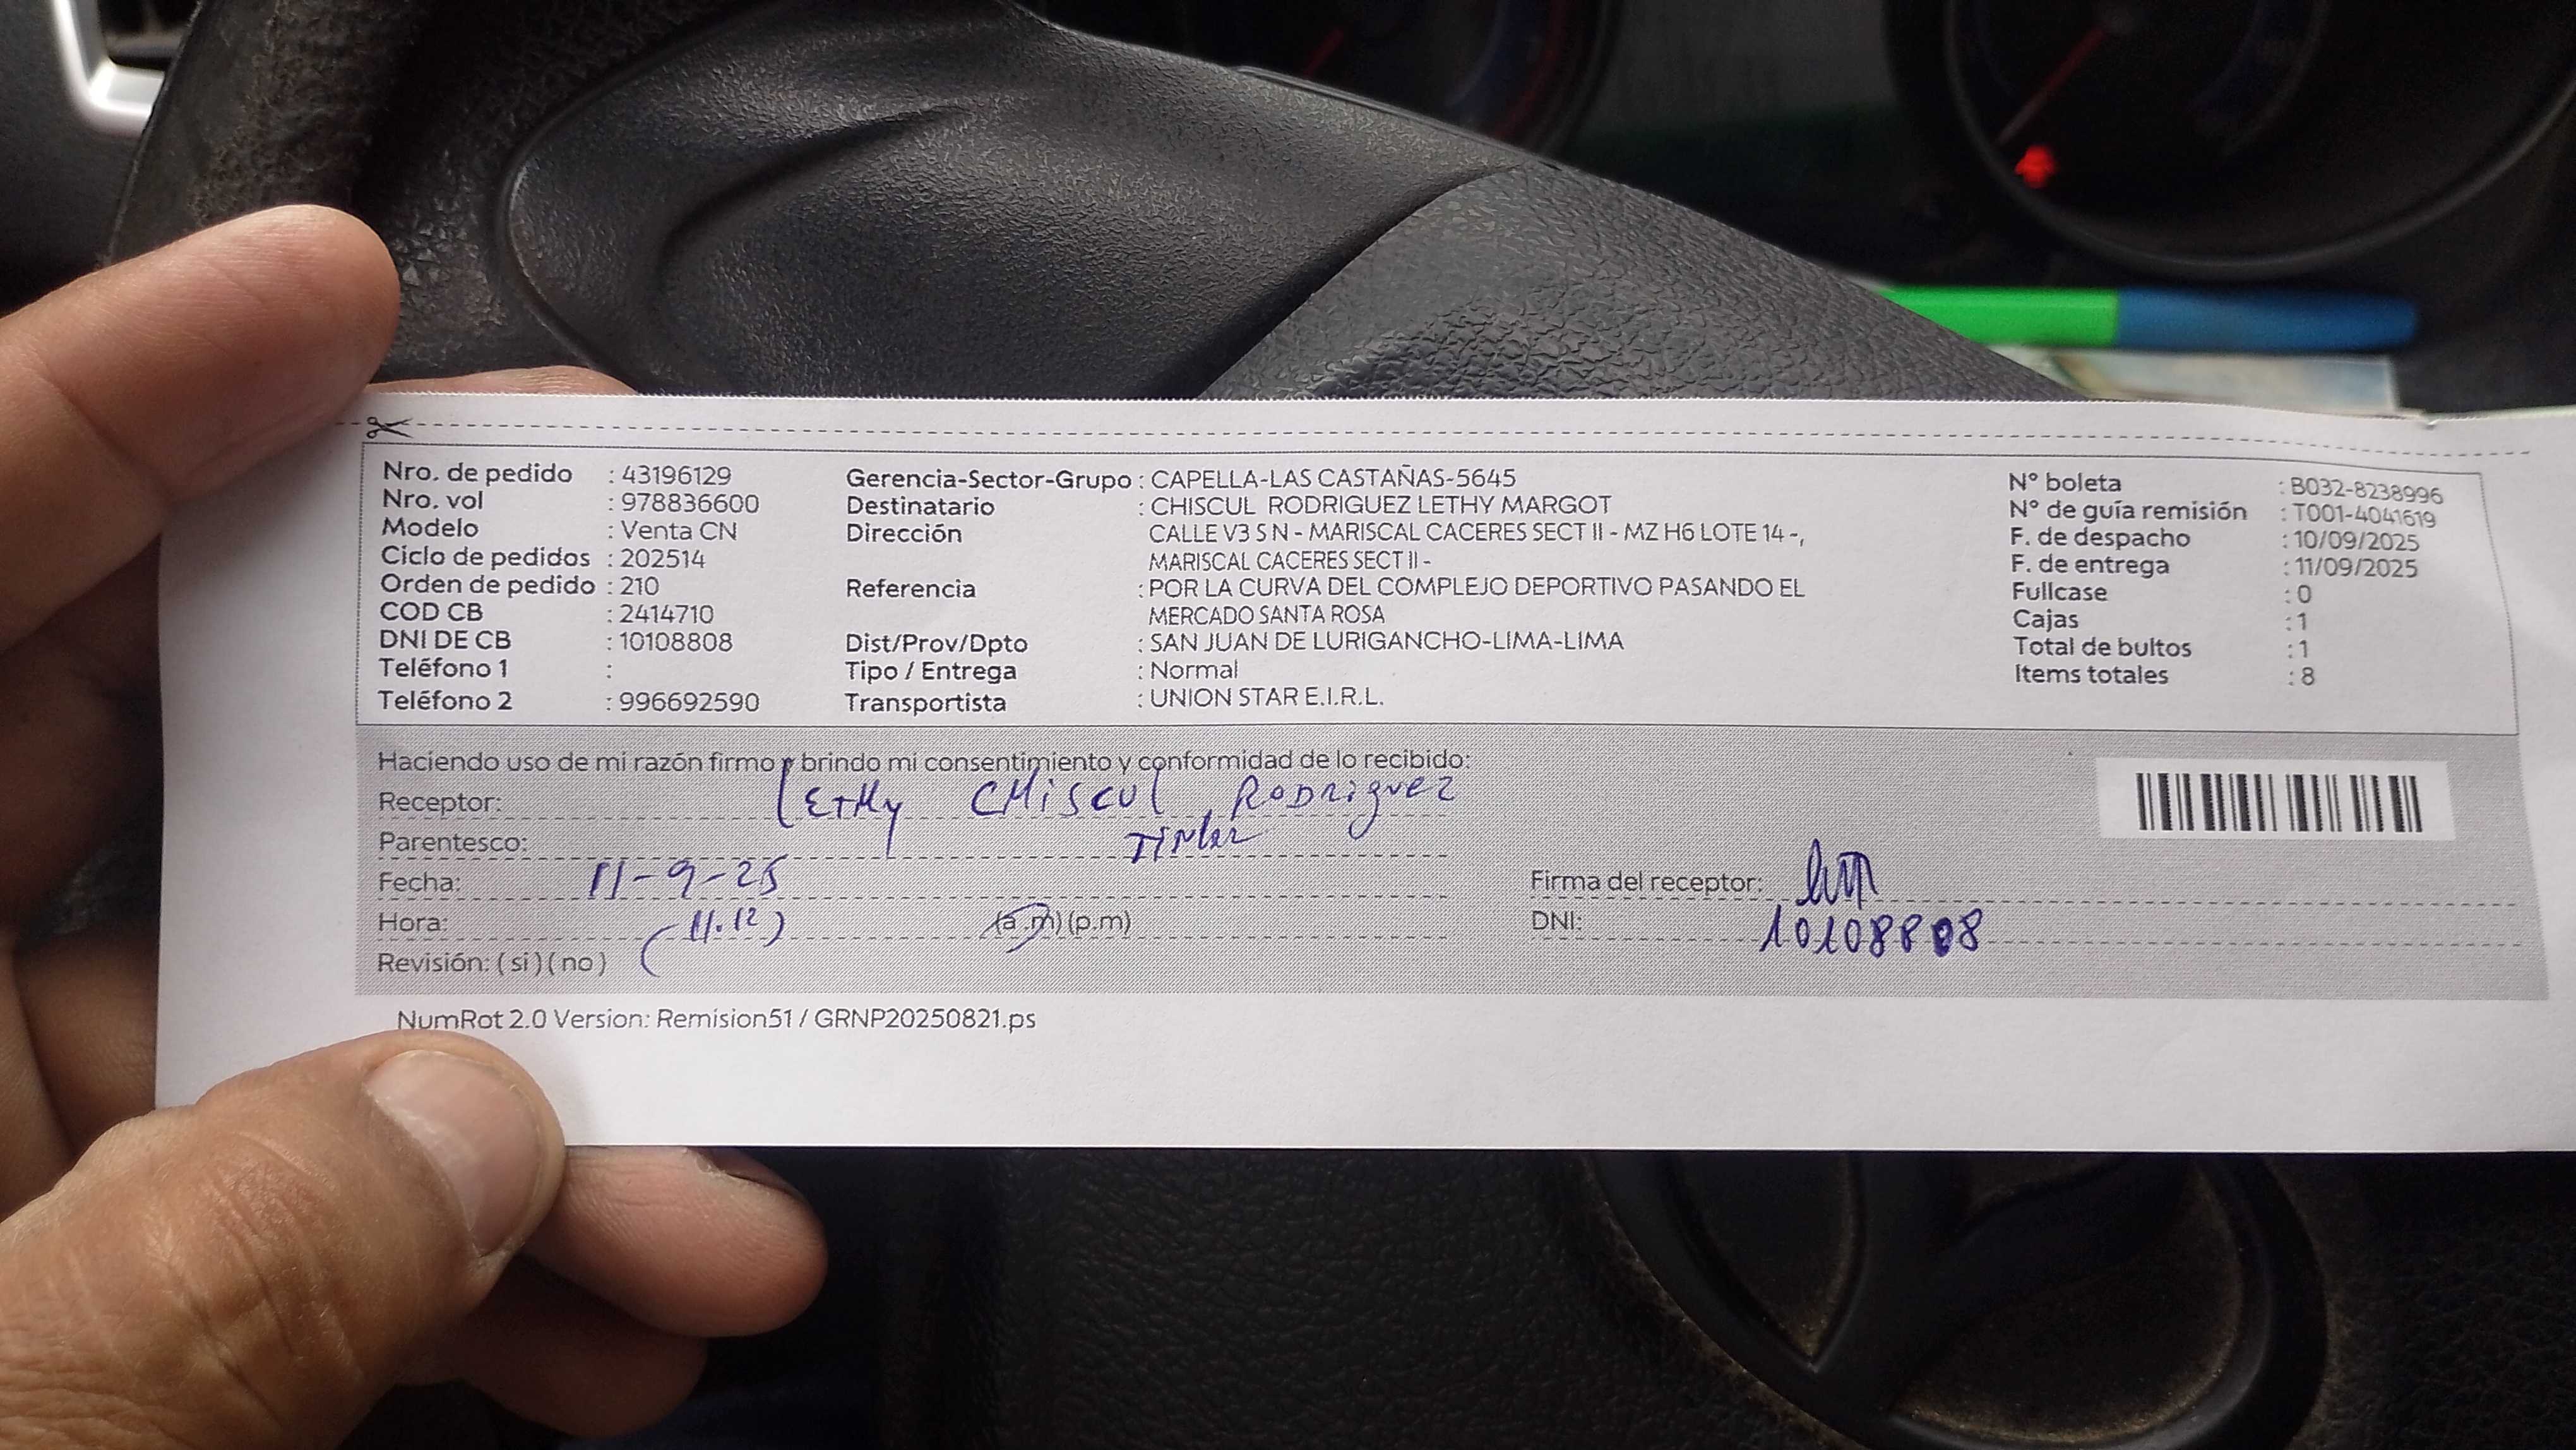 Nro. de pedido : 43196129
Nro. vol : 978836600
Modelo : Venta CN
Ciclo de pedidos : 202514
Orden de pedido : 210
COD CB : 2414710
DNI DE CB : 10108808
Teléfono 1 :
Teléfono 2 : 996692590
Gerencia-Sector-Grupo : CAPELLA-LAS CASTAÑAS-5645
Destinatario : CHISCUL RODRIGUEZ LETHY MARGOT
Dirección CALLE V3 S N - MARISCAL CACERES SECT II - MZ H6 LOTE 14 -,
MARISCAL CACERES SECT II -
Referencia : POR LA CURVA DEL COMPLEJO DEPORTIVO PASANDO EL
MERCADO SANTA ROSA
Dist/Prov/Dpto : SAN JUAN DE LURIGANCHO-LIMA-LIMA
Tipo / Entrega : Normal
Transportista : UNION STAR E.I.R.L.
N° boleta : B032-8238996
N° de guía remisión : T001-4041619
F. de despacho : 10/09/2025
F. de entrega : 11/09/2025
Fullcase : 0
Cajas : 1
Total de bultos : 1
Items totales : 8
Haciendo uso de mi razón firmo y brindo mi consentimiento y conformidad de lo recibido:
Receptor: LETHy CHiSCUL RODRiguez
Parentesco:
Fecha: 11-9-25
Hora: (11.12) (a.m)(p.m)
Revisión: (si)(no)
Firma del receptor:
DNI: 10108808
NumRot 2.0 Version: Remision51 / GRNP20250821.ps